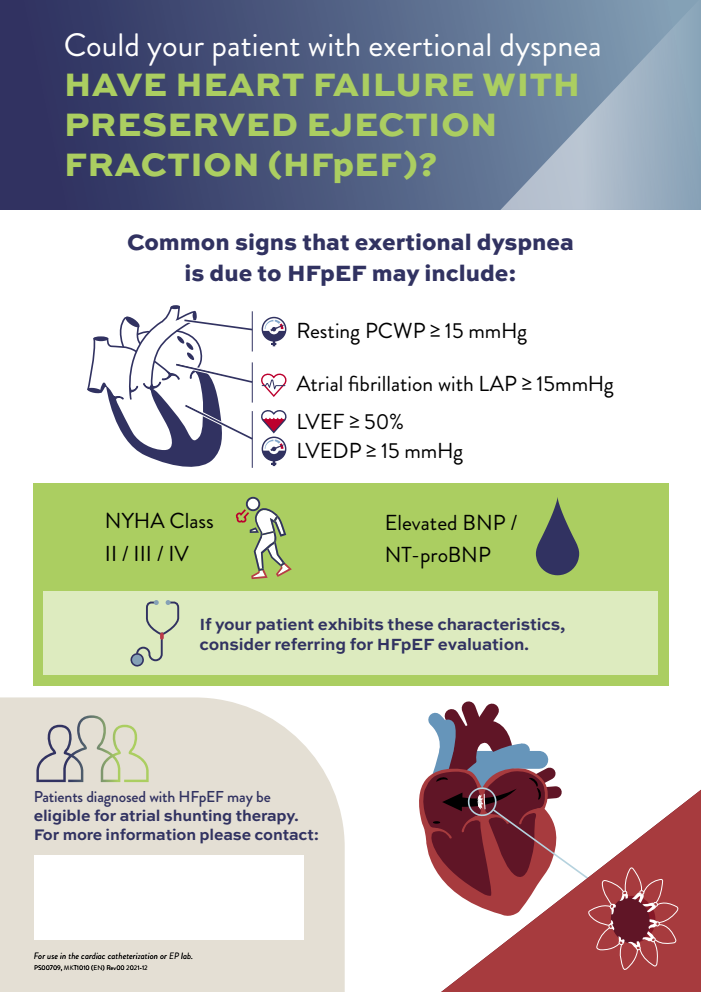 Could your patient with exertional dyspnea
HAVE HEART FAILURE WITH
PRESERVED EJECTION
FRACTION (HFpEF)?
Common signs that exertional dyspnea
is due to HFpEF may include:
Resting PCWP ≥ 15 mmHg
Atrial fibrillation with LAP ≥ 15mmHg
LVEF ≥ 50%
LVEDP ≥ 15 mmHg
NYHA Class
II / III / IV
Elevated BNP /
NT-proBNP
If your patient exhibits these characteristics,
consider referring for HFpEF evaluation.
Patients diagnosed with HFpEF may be
eligible for atrial shunting therapy.
For more information please contact:
For use in the cardiac catheterization or EP lab.
PS00709, MKT1010 (EN) Rev00 2021-12